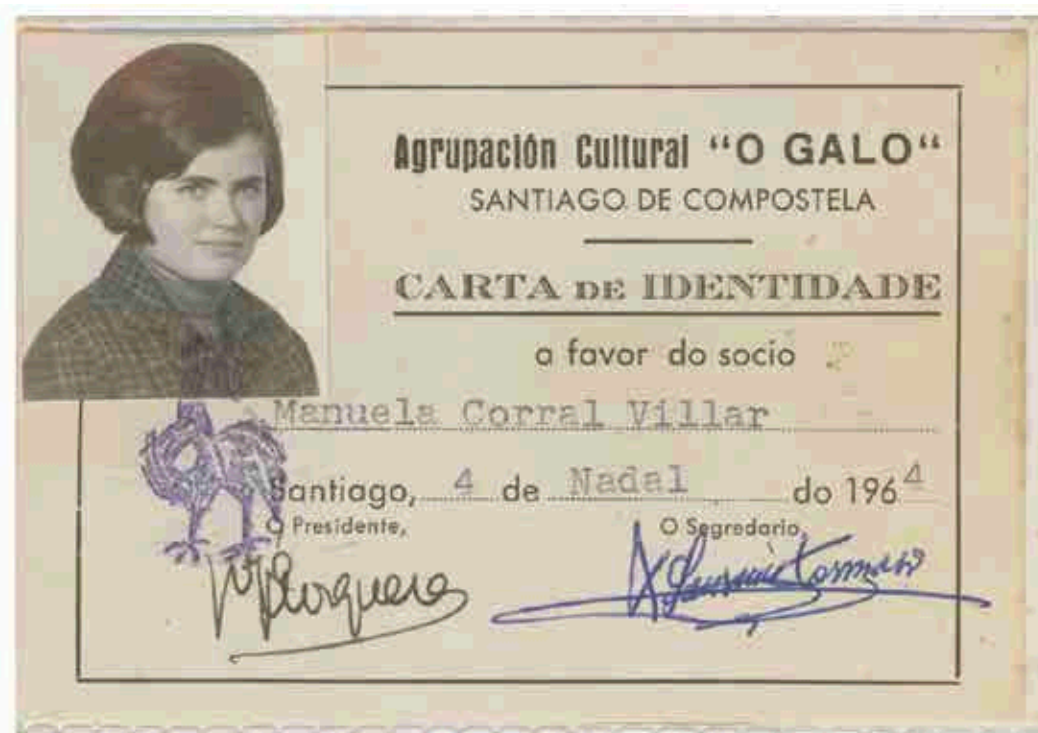 Agrupación Cultural “O GALO“
SANTIAGO DE COMPOSTELA
CARTA DE IDENTIDADE
a favor do socio
Manuela Corral Villar
Santiago, 4 de Nadal do 1964
O Presidente, O Segredario,